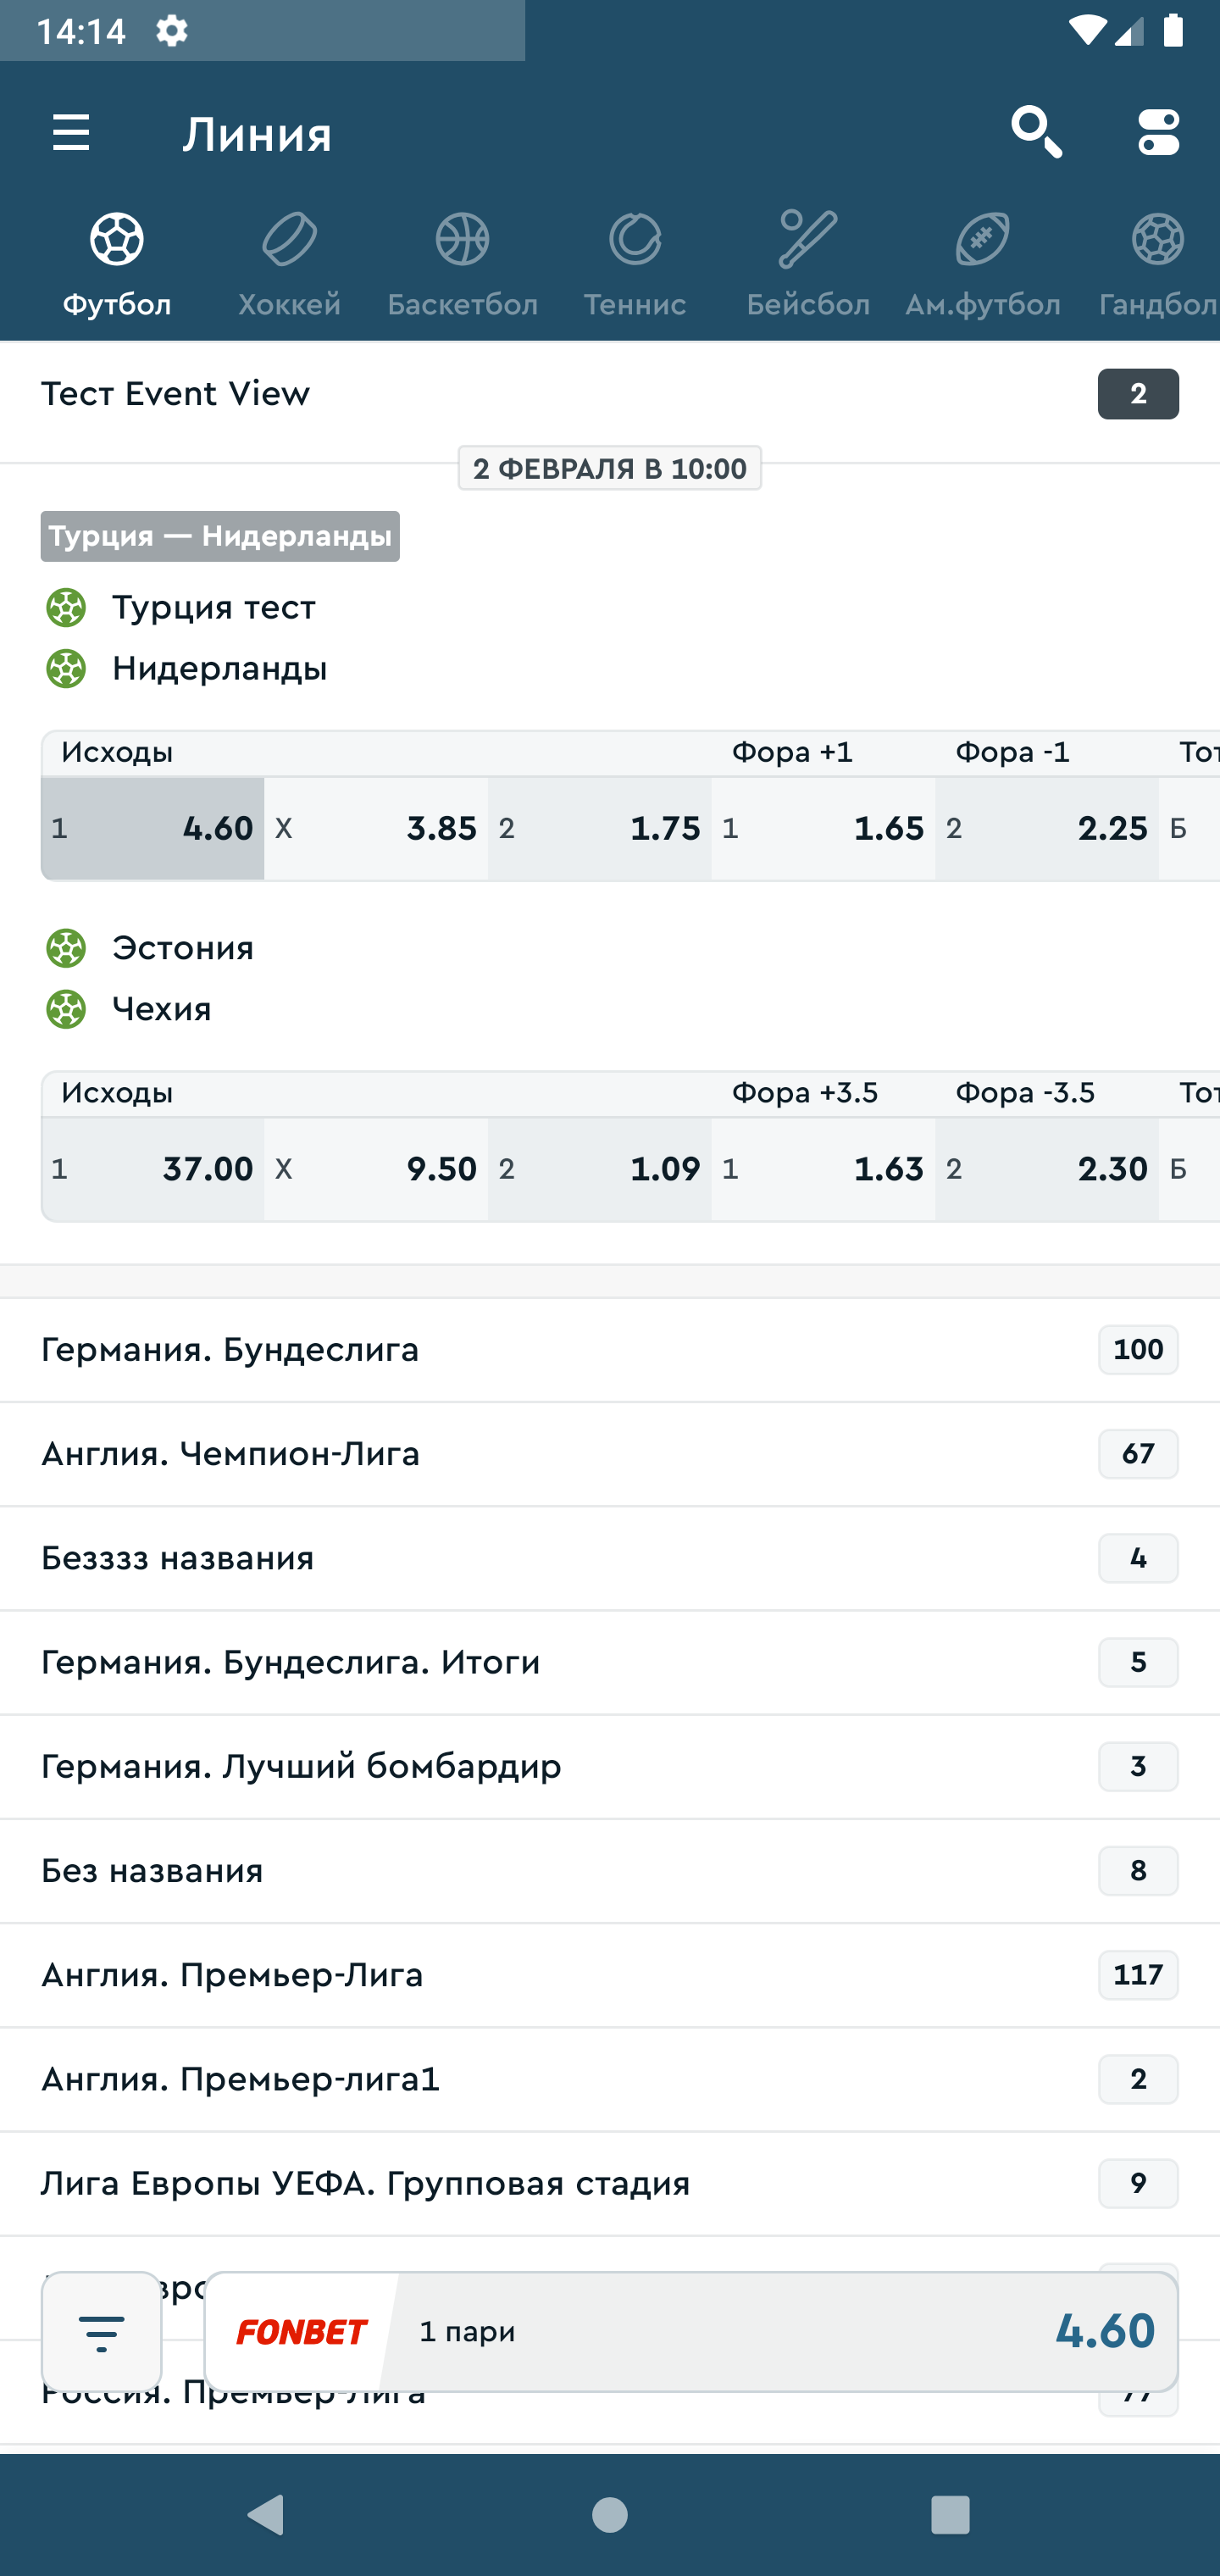 14:14
Линия
Футбол Хоккей Баскетбол Теннис Бейсбол Ам.футбол Гандбол
Тест Event View 2
2 ФЕВРАЛЯ В 10:00
Турция — Нидерланды
Турция тест
Нидерланды
Исходы Фора +1 Фора -1
1 4.60 X 3.85 2 1.75 1 1.65 2 2.25 Б
Эстония
Чехия
Исходы Фора +3.5 Фора -3.5
1 37.00 X 9.50 2 1.09 1 1.63 2 2.30 Б
Германия. Бундеслига 100
Англия. Чемпион-Лига 67
Безззз названия 4
Германия. Бундеслига. Итоги 5
Германия. Лучший бомбардир 3
Без названия 8
Англия. Премьер-Лига 117
Англия. Премьер-лига1 2
Лига Европы УЕФА. Групповая стадия 9
FONBET 1 пари 4.60
Россия. Премьер-Лига 77